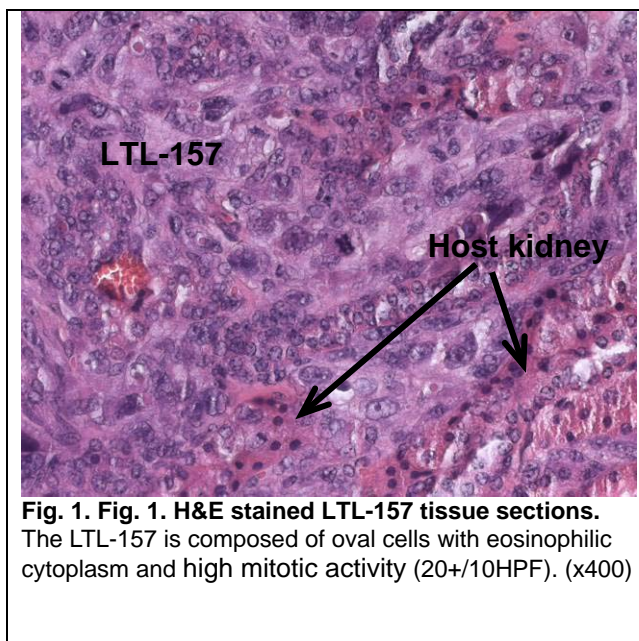 LTL-157
Host kidney
Fig. 1. Fig. 1. H&E stained LTL-157 tissue sections.
The LTL-157 is composed of oval cells with eosinophilic
cytoplasm and high mitotic activity (20+/10HPF). (x400)